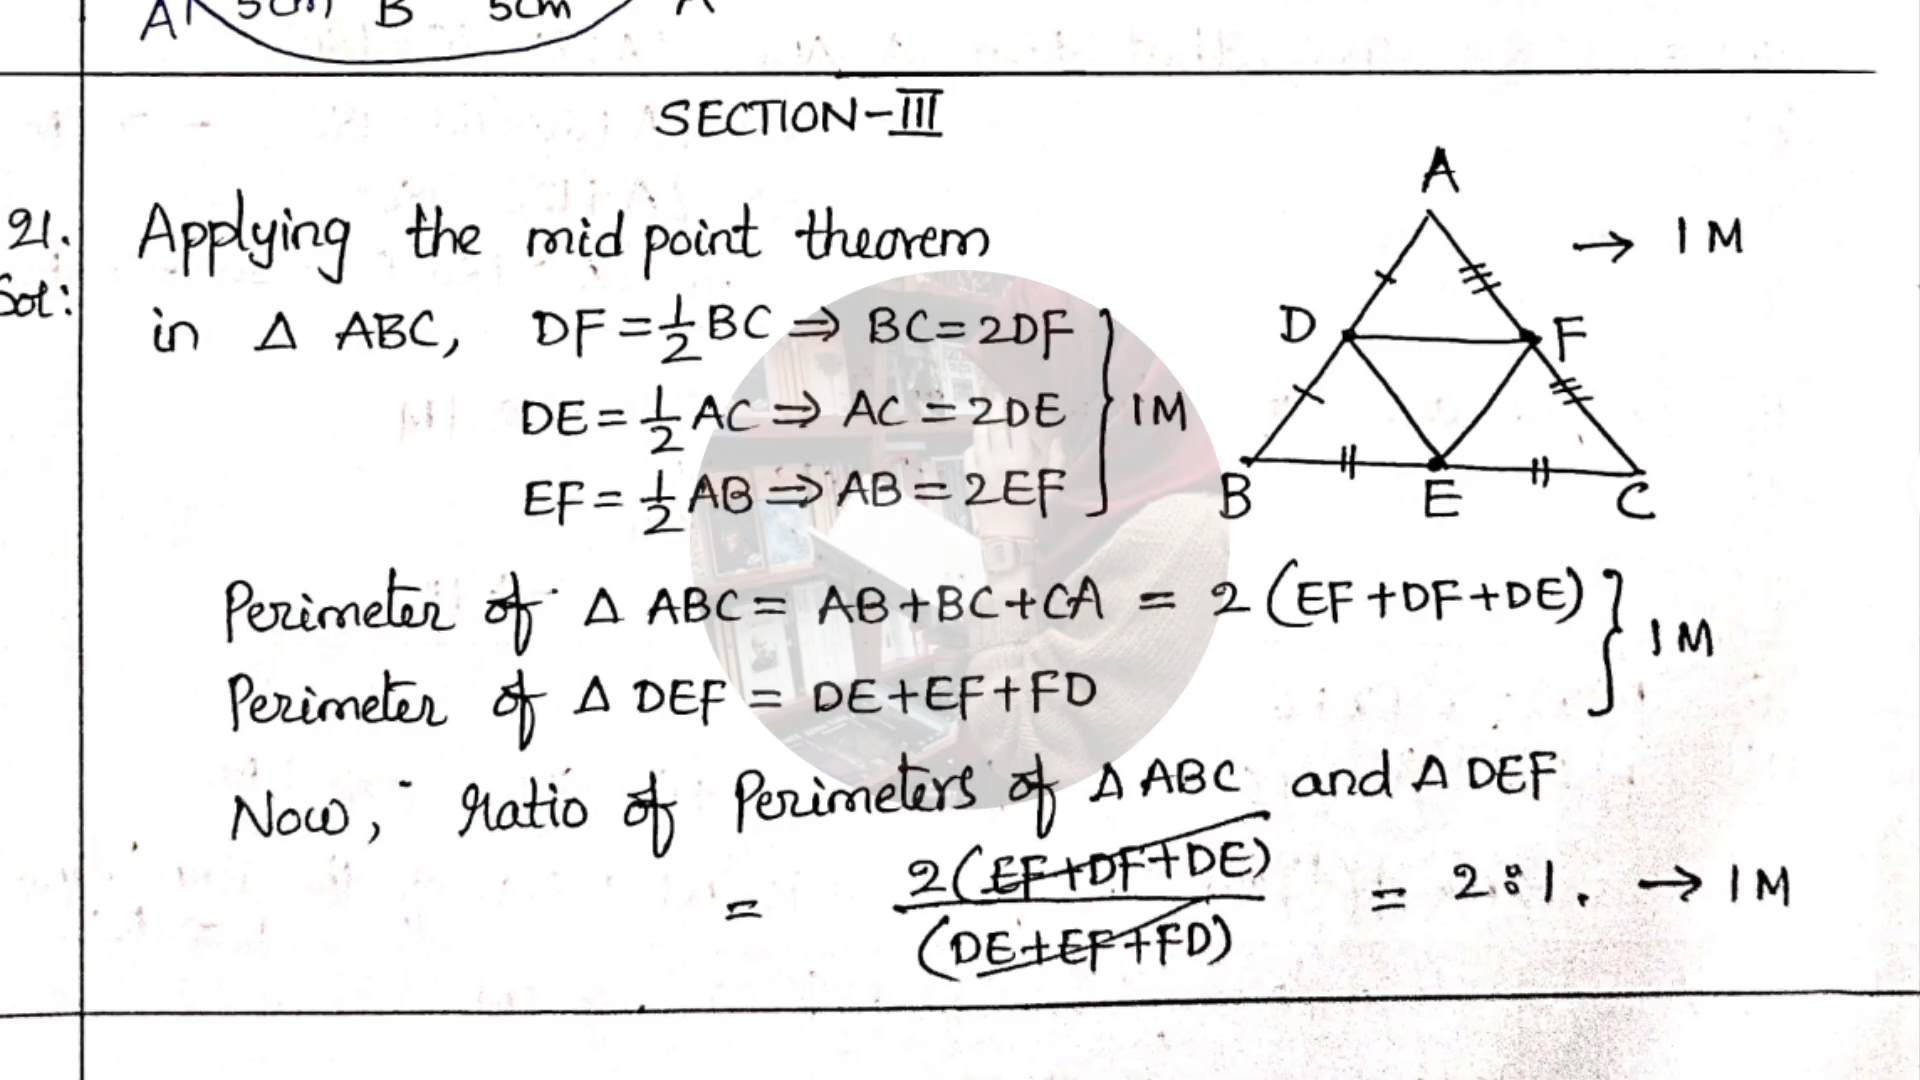 A 5cm B 5cm A
SECTION-III
21. Applying the mid point theorem
Sol:
in Δ ABC, DF = 1/2 BC ⇒ BC = 2DF
DE = 1/2 AC ⇒ AC = 2DE
EF = 1/2 AB ⇒ AB = 2EF
1M
A
→ 1M
D
F
B
E
C
Perimeter of Δ ABC = AB+BC+CA = 2(EF+DF+DE)
Perimeter of Δ DEF = DE+EF+FD
1M
Now, ratio of Perimeters of Δ ABC and Δ DEF
= 2(EF+DF+DE) / (DE+EF+FD) = 2:1. → 1M